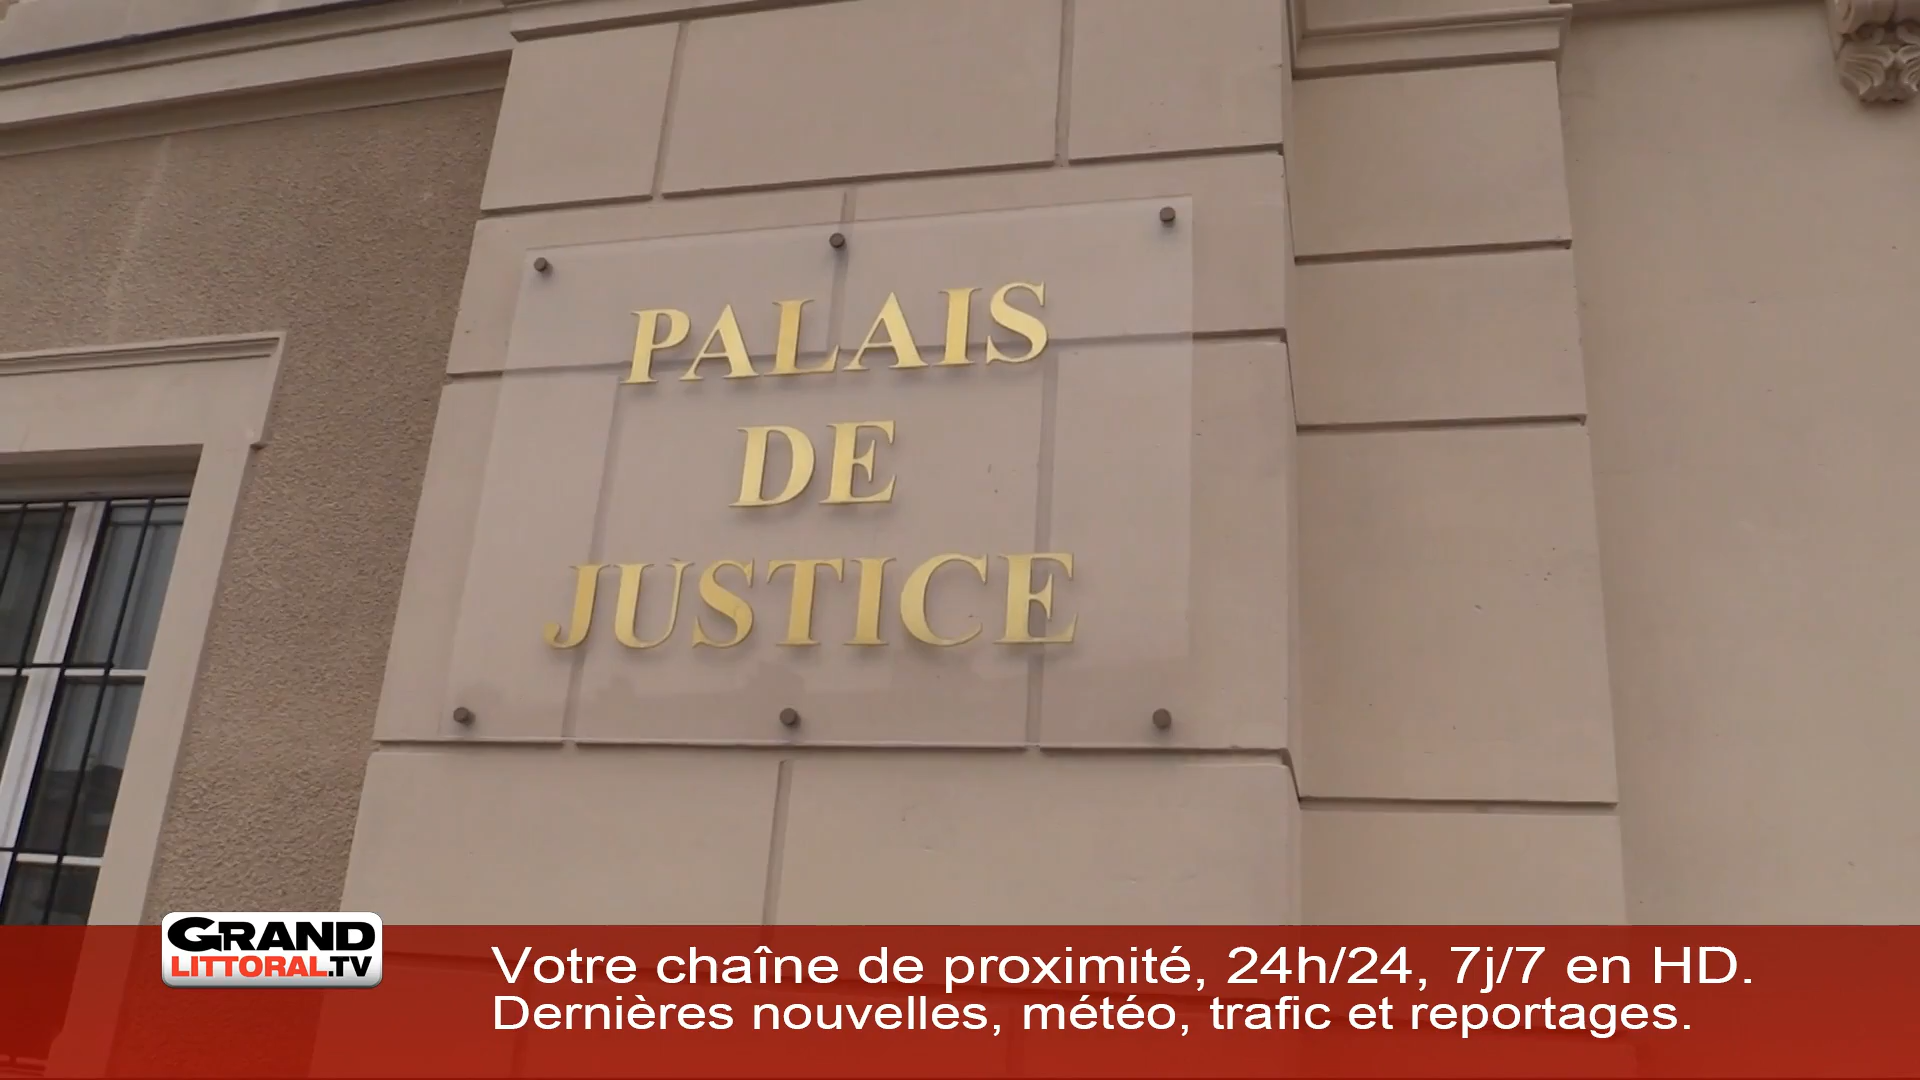 PALAIS
DE
JUSTICE
GRAND
LITTORAL.TV
Votre chaîne de proximité, 24h/24, 7j/7 en HD.
Dernières nouvelles, météo, trafic et reportages.